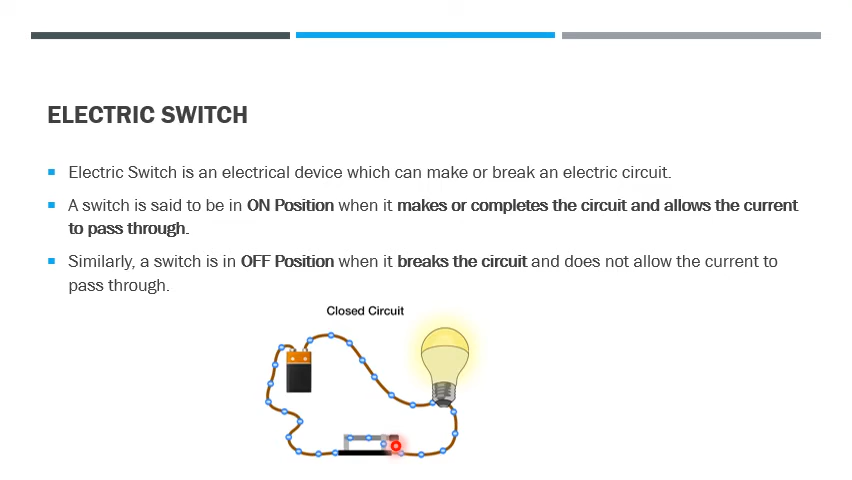 ELECTRIC SWITCH
Electric Switch is an electrical device which can make or break an electric circuit.
A switch is said to be in ON Position when it makes or completes the circuit and allows the current
to pass through.
Similarly, a switch is in OFF Position when it breaks the circuit and does not allow the current to
pass through.
Closed Circuit